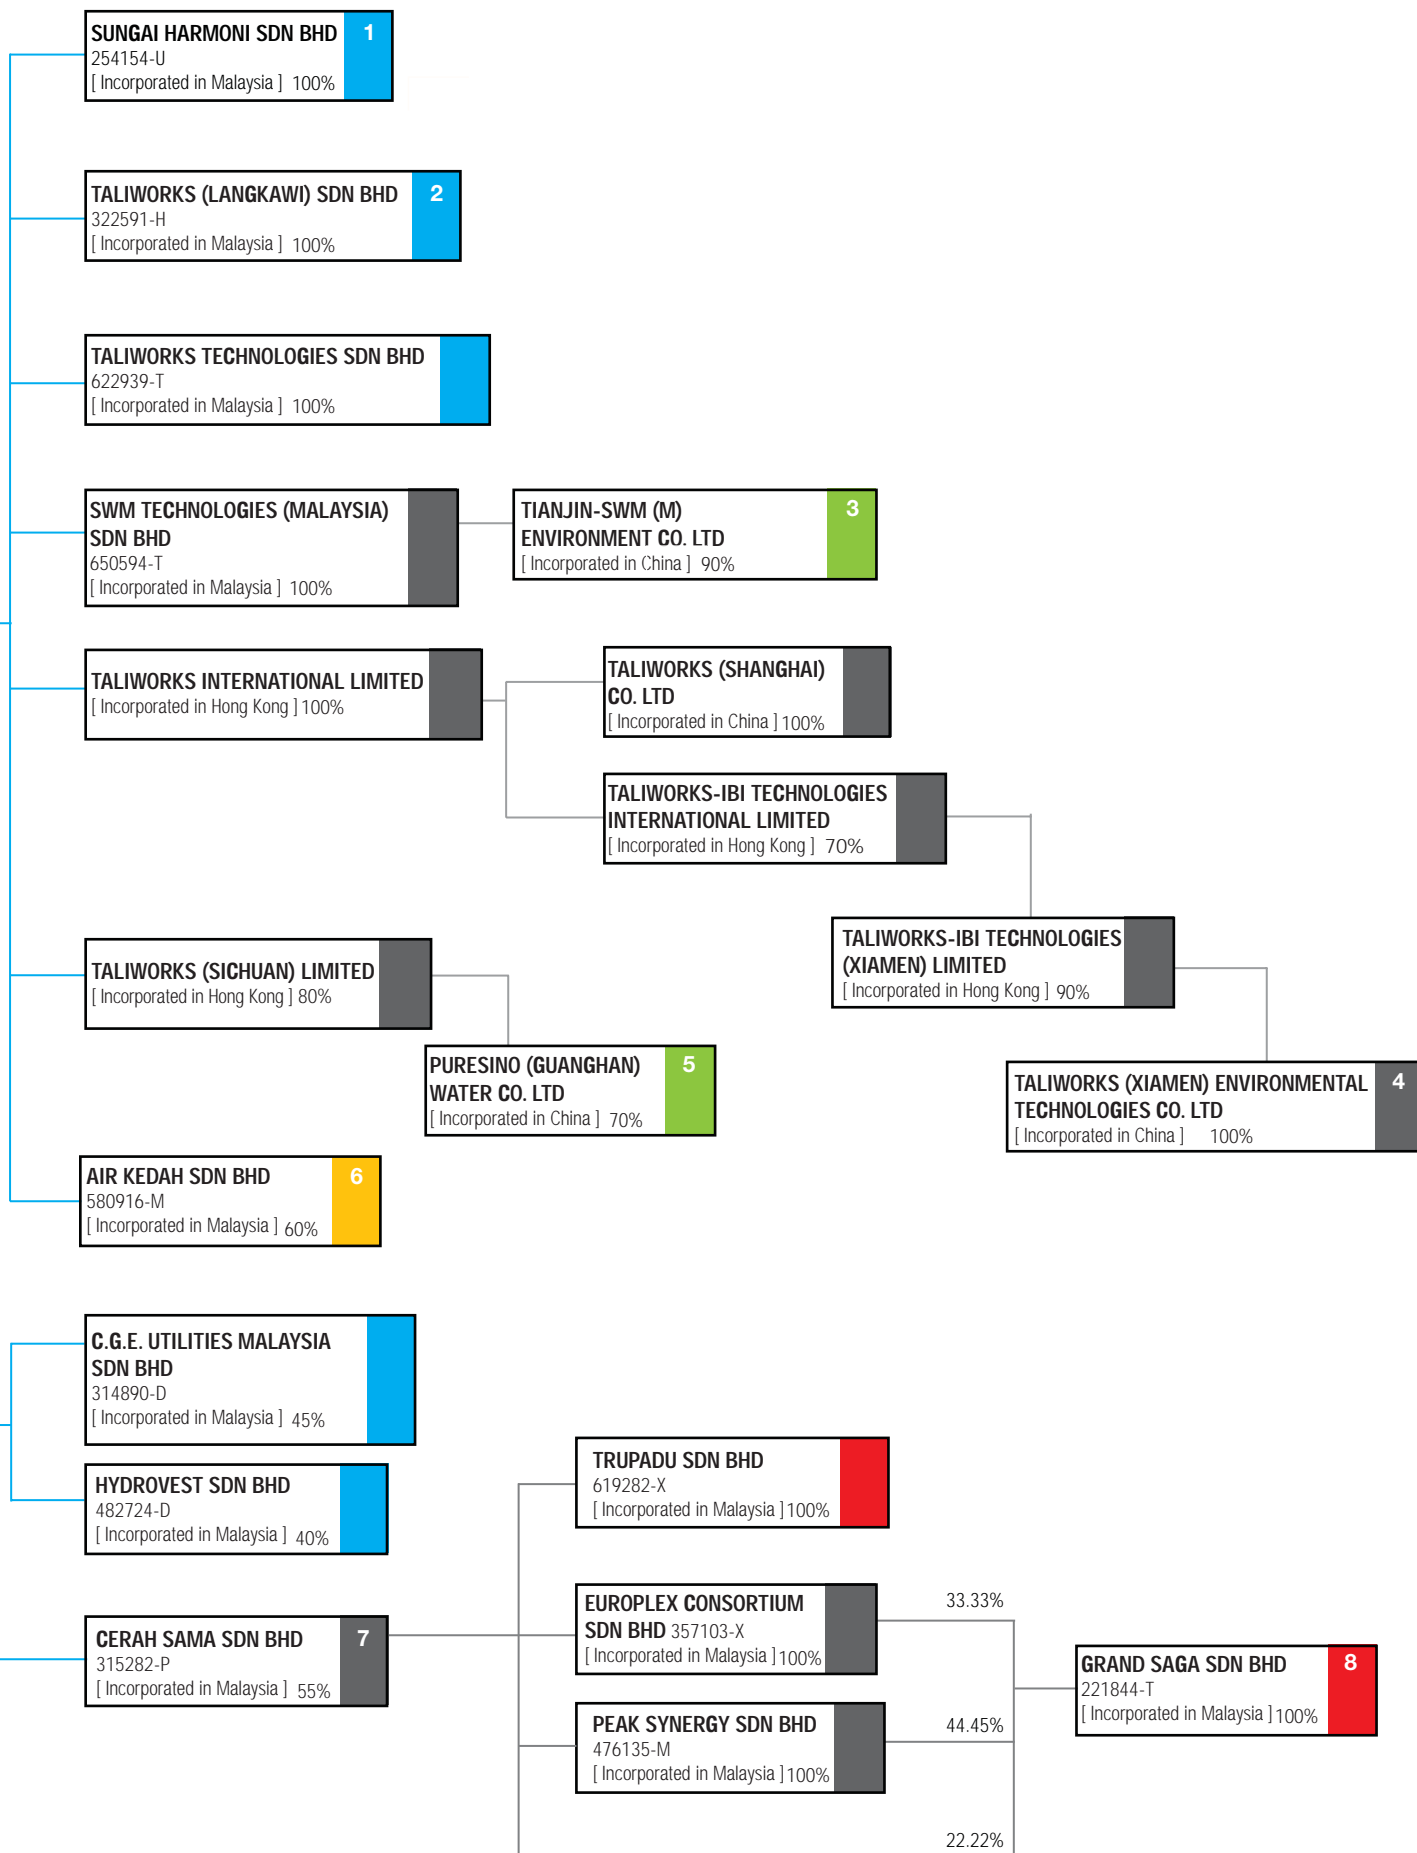 SUNGAI HARMONI SDN BHD 1
254154-U
[ Incorporated in Malaysia ] 100%
TALIWORKS (LANGKAWI) SDN BHD 2
322591-H
[ Incorporated in Malaysia ] 100%
TALIWORKS TECHNOLOGIES SDN BHD
622939-T
[ Incorporated in Malaysia ] 100%
SWM TECHNOLOGIES (MALAYSIA)
SDN BHD
650594-T
[ Incorporated in Malaysia ] 100%
TIANJIN-SWM (M) 3
ENVIRONMENT CO. LTD
[ Incorporated in China ] 90%
TALIWORKS INTERNATIONAL LIMITED
[ Incorporated in Hong Kong ] 100%
TALIWORKS (SHANGHAI)
CO. LTD
[ Incorporated in China ] 100%
TALIWORKS-IBI TECHNOLOGIES
INTERNATIONAL LIMITED
[ Incorporated in Hong Kong ] 70%
TALIWORKS-IBI TECHNOLOGIES
(XIAMEN) LIMITED
[ Incorporated in Hong Kong ] 90%
TALIWORKS (SICHUAN) LIMITED
[ Incorporated in Hong Kong ] 80%
PURESINO (GUANGHAN) 5
WATER CO. LTD
[ Incorporated in China ] 70%
TALIWORKS (XIAMEN) ENVIRONMENTAL 4
TECHNOLOGIES CO. LTD
[ Incorporated in China ] 100%
AIR KEDAH SDN BHD 6
580916-M
[ Incorporated in Malaysia ] 60%
C.G.E. UTILITIES MALAYSIA
SDN BHD
314890-D
[ Incorporated in Malaysia ] 45%
HYDROVEST SDN BHD
482724-D
[ Incorporated in Malaysia ] 40%
TRUPADU SDN BHD
619282-X
[ Incorporated in Malaysia ] 100%
CERAH SAMA SDN BHD 7
315282-P
[ Incorporated in Malaysia ] 55%
EUROPLEX CONSORTIUM
SDN BHD 357103-X
[ Incorporated in Malaysia ] 100%
33.33%
GRAND SAGA SDN BHD 8
221844-T
[ Incorporated in Malaysia ] 100%
PEAK SYNERGY SDN BHD
476135-M
[ Incorporated in Malaysia ] 100%
44.45%
22.22%